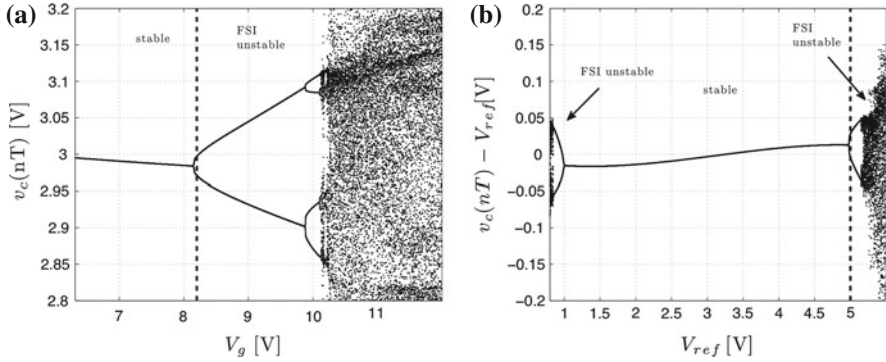 (a)
3.2
3.1
3.05
3
2.95
2.9
2.85
2.8
v_c(nT) [V]
stable
FSI
unstable
7
8
9
10
11
V_g [V]
(b)
0.2
0.15
0.1
0.05
0
−0.05
−0.1
−0.15
−0.2
v_c(nT) − V_ref[V]
FSI unstable
stable
FSI
unstable
1
1.5
2
2.5
3
3.5
4
4.5
5
V_ref [V]